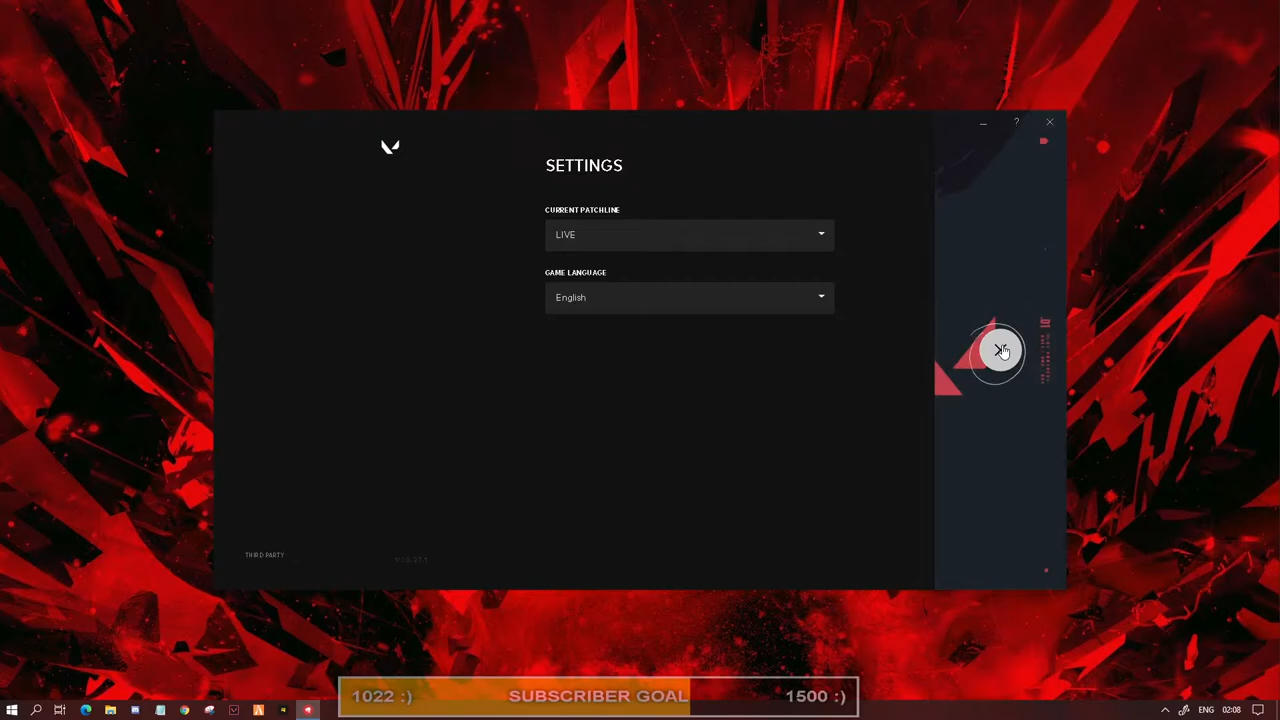 SETTINGS
CURRENT PATCHLINE
LIVE
GAME LANGUAGE
English
THIRD PARTY
1022 :) SUBSCRIBER GOAL 1500 :)
ENG 02:08